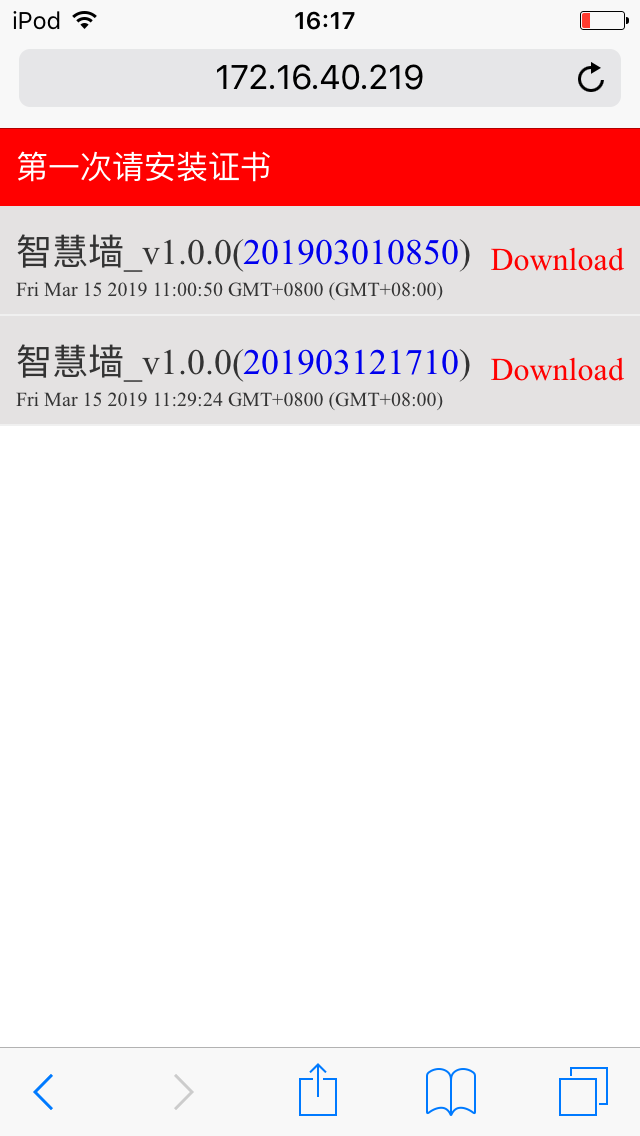 iPod 16:17
172.16.40.219
第一次请安装证书
智慧墙_v1.0.0(201903010850) Download
Fri Mar 15 2019 11:00:50 GMT+0800 (GMT+08:00)
智慧墙_v1.0.0(201903121710) Download
Fri Mar 15 2019 11:29:24 GMT+0800 (GMT+08:00)